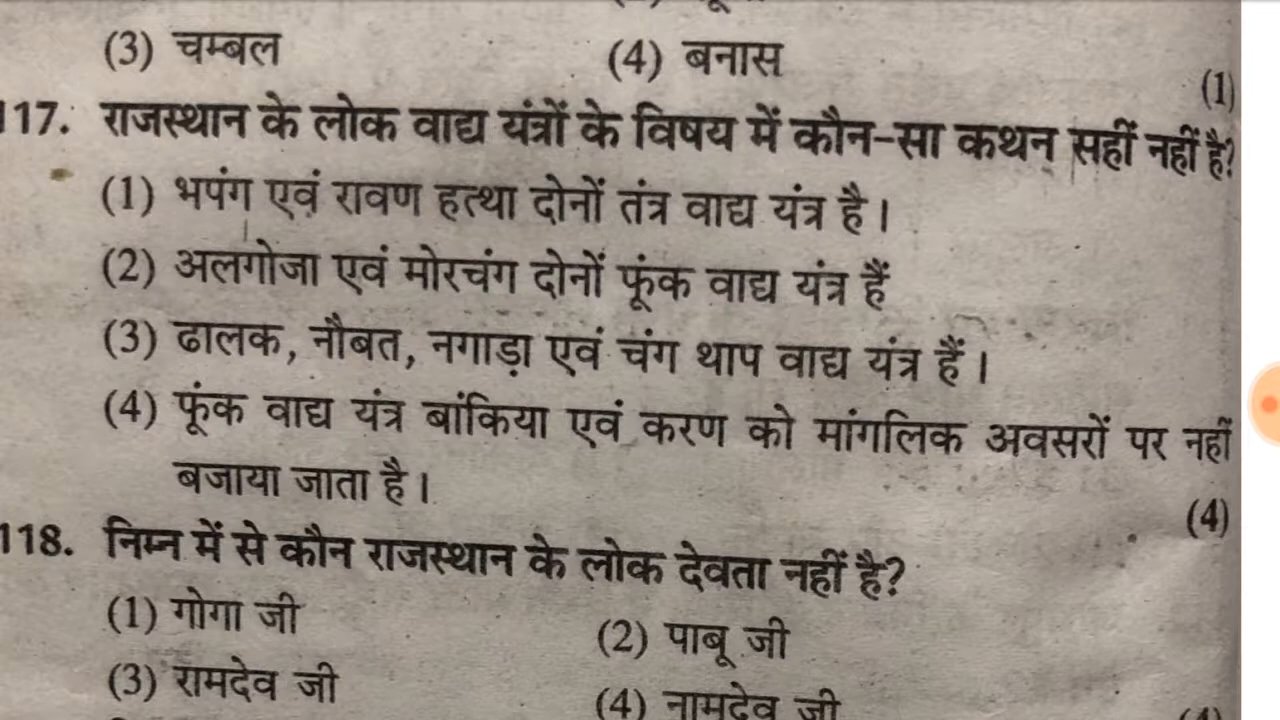 (3) चम्बल (4) बनास
(1)
117. राजस्थान के लोक वाद्य यंत्रों के विषय में कौन-सा कथन सहीं नहीं है?
(1) भपंग एवं रावण हत्था दोनों तंत्र वाद्य यंत्र है।
(2) अलगोजा एवं मोरचंग दोनों फूंक वाद्य यंत्र हैं
(3) ढालक, नौबत, नगाड़ा एवं चंग थाप वाद्य यंत्र हैं।
(4) फूंक वाद्य यंत्र बांकिया एवं करण को मांगलिक अवसरों पर नहीं
बजाया जाता है।
(4)
118. निम्न में से कौन राजस्थान के लोक देवता नहीं है?
(1) गोगा जी (2) पाबू जी
(3) रामदेव जी (4) नामदेव जी